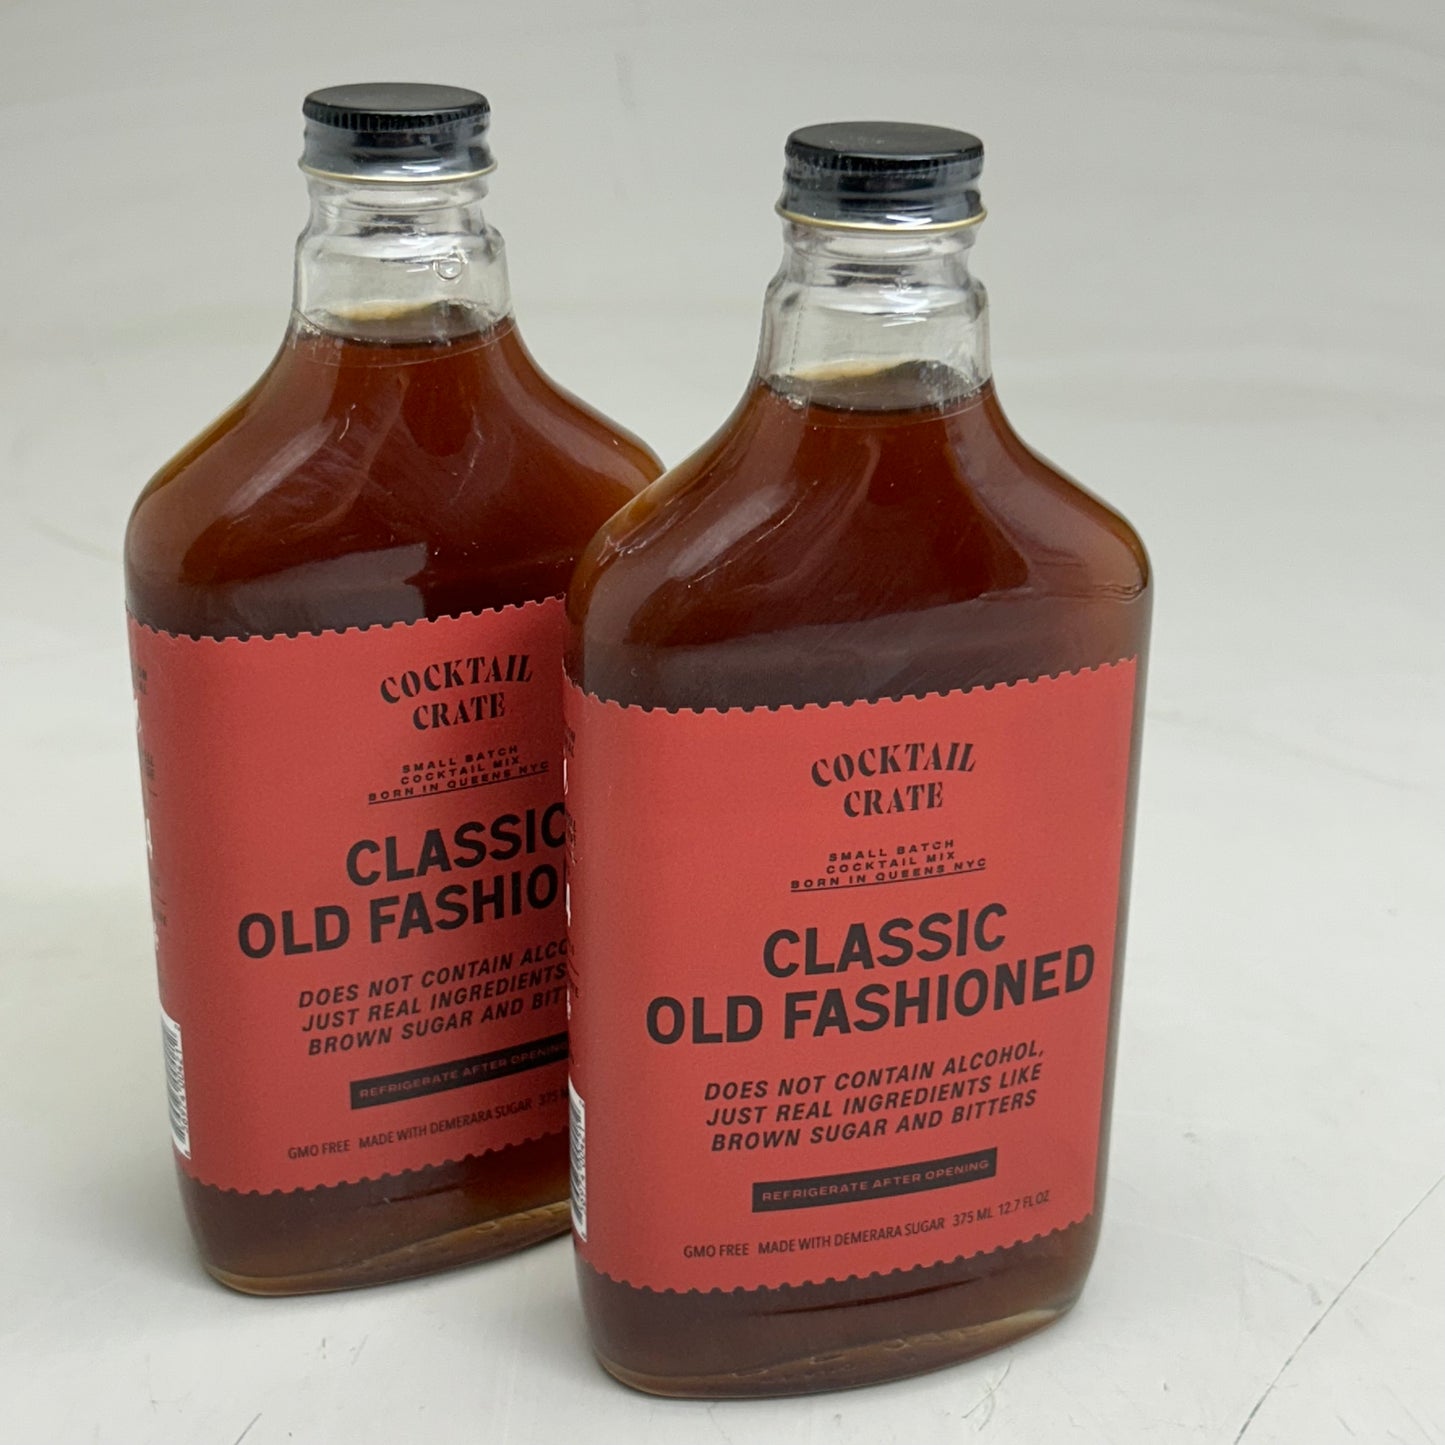 COCKTAIL
CRATE
SMALL BATCH
COCKTAIL MIX
BORN IN QUEENS NYC
CLASSIC
OLD FASHIO
DOES NOT CONTAIN ALCO
JUST REAL INGREDIENTS
BROWN SUGAR AND BIT
REFRIGERATE AFTER OPENING
GMO FREE MADE WITH DEMERARA SUGAR 375
COCKTAIL
CRATE
SMALL BATCH
COCKTAIL MIX
BORN IN QUEENS NYC
CLASSIC
OLD FASHIONED
DOES NOT CONTAIN ALCOHOL,
JUST REAL INGREDIENTS LIKE
BROWN SUGAR AND BITTERS
REFRIGERATE AFTER OPENING
GMO FREE MADE WITH DEMERARA SUGAR 375 ML 12.7 FL OZ